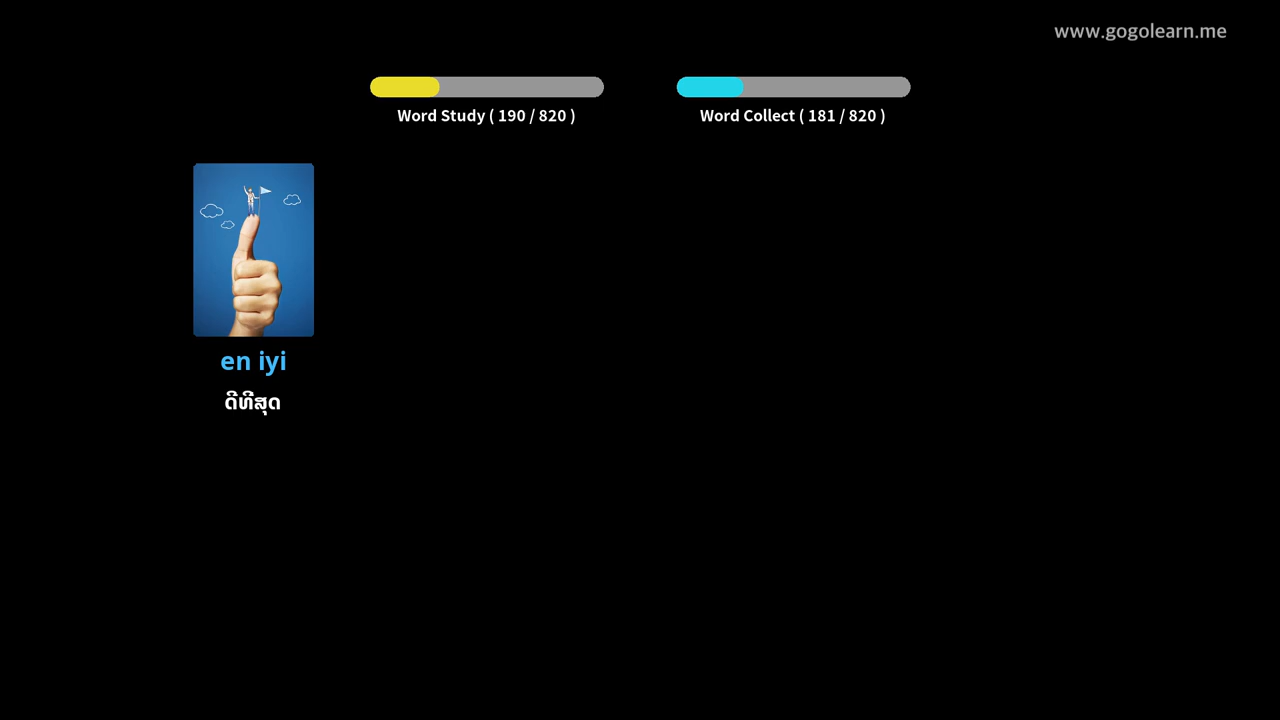 www.gogolearn.me
Word Study ( 190 / 820 )
Word Collect ( 181 / 820 )
en iyi
ດີທີ່ສຸດ